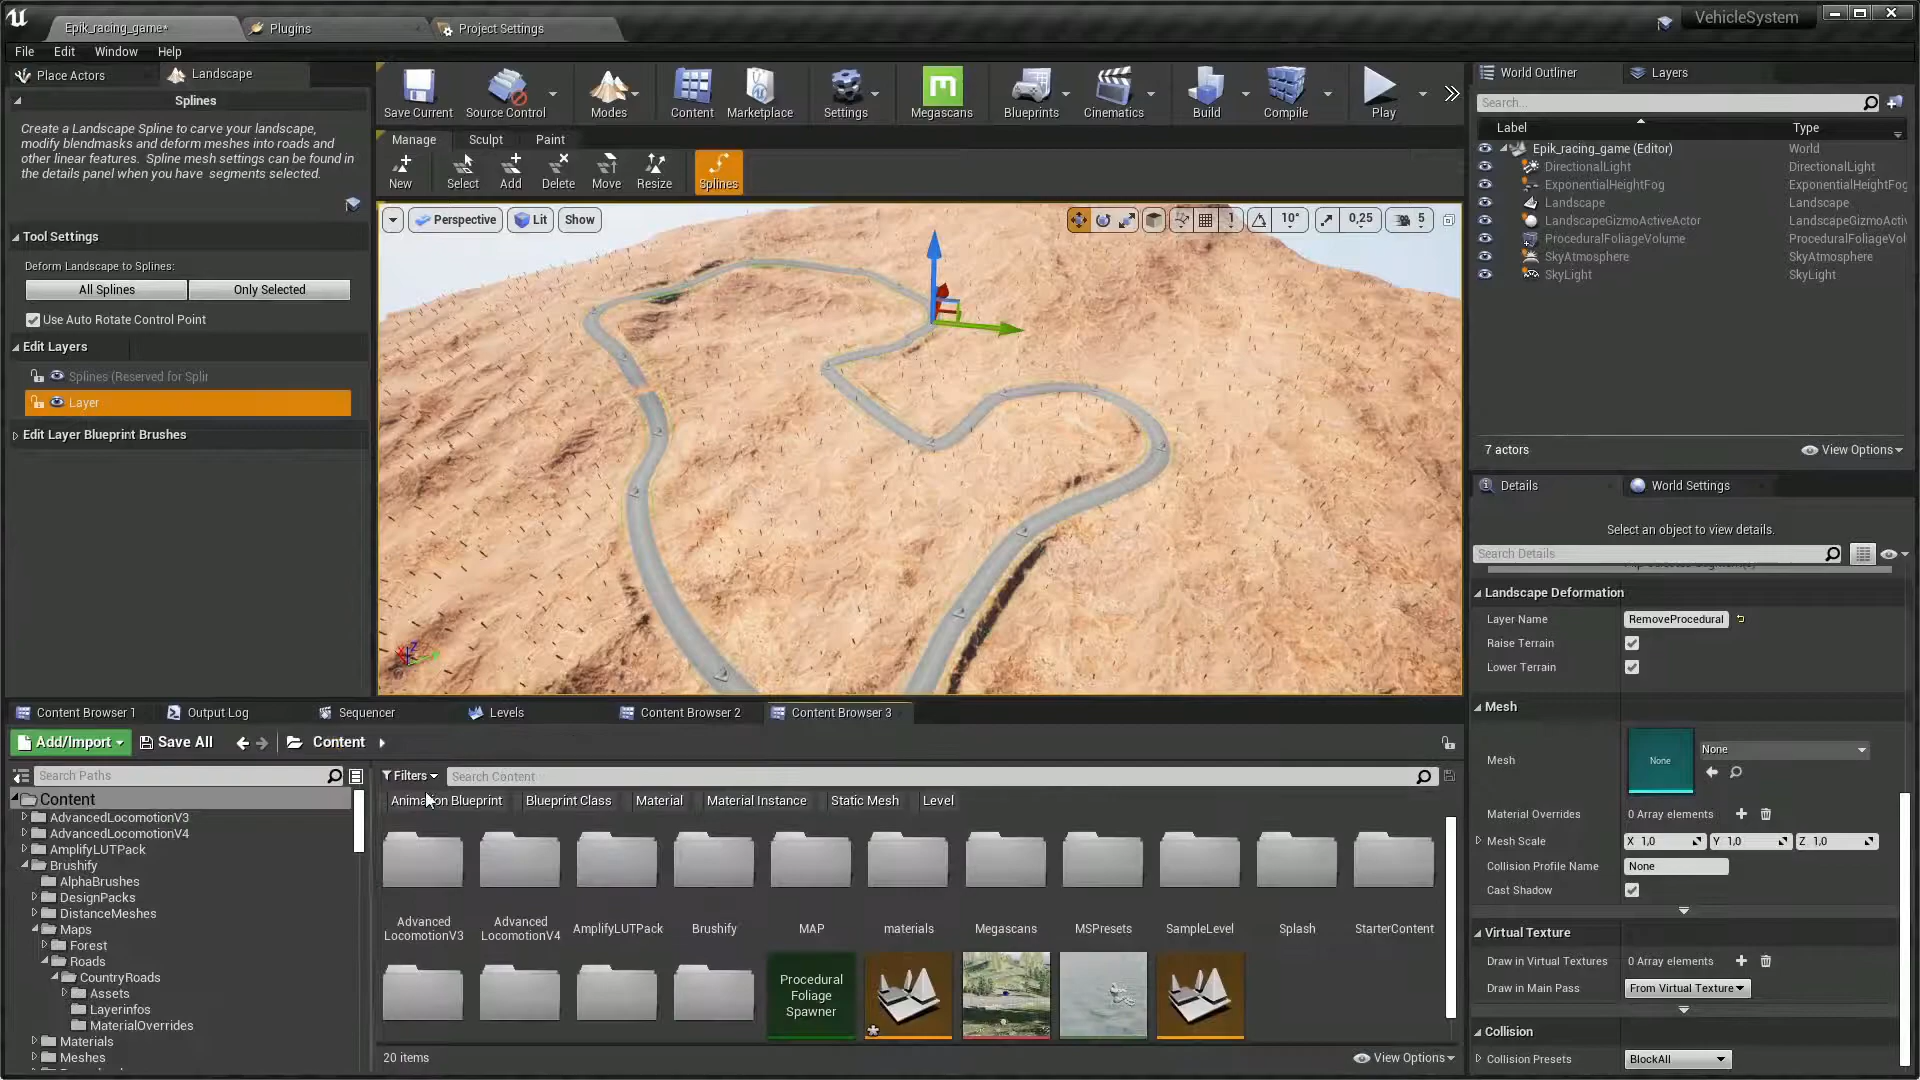 Epik_racing_game*
Plugins
Project Settings
VehicleSystem
File
Edit
Window
Help
Place Actors
Landscape
Splines
Create a Landscape Spline to carve your landscape,
modify blendmasks and deform meshes into roads and
other linear features. Spline mesh settings can be found in
the details panel when you have segments selected.
Tool Settings
Deform Landscape to Splines:
All Splines
Only Selected
Use Auto Rotate Control Point
Edit Layers
Splines (Reserved for Splir
Layer
Edit Layer Blueprint Brushes
Save Current
Source Control
Modes
Content
Marketplace
Settings
Megascans
Blueprints
Cinematics
Build
Compile
Play
Manage
Sculpt
Paint
New
Select
Add
Delete
Move
Resize
Splines
Perspective
Lit
Show
1
10°
0,25
5
World Outliner
Layers
Search...
Label
Type
Epik_racing_game (Editor)
World
DirectionalLight
DirectionalLight
ExponentialHeightFog
ExponentialHeightFog
Landscape
Landscape
LandscapeGizmoActiveActor
LandscapeGizmoActiv
ProceduralFoliageVolume
ProceduralFoliageVol
SkyAtmosphere
SkyAtmosphere
SkyLight
SkyLight
7 actors
View Options
Details
World Settings
Select an object to view details.
Search Details
Landscape Deformation
Layer Name
RemoveProcedural
Raise Terrain
Lower Terrain
Mesh
Mesh
None
None
Material Overrides
0 Array elements
Mesh Scale
X 1,0
Y 1,0
Z 1,0
Collision Profile Name
None
Cast Shadow
Virtual Texture
Draw in Virtual Textures
0 Array elements
Draw in Main Pass
From Virtual Texture
Collision
Collision Presets
BlockAll
Content Browser 1
Output Log
Sequencer
Levels
Content Browser 2
Content Browser 3
Add/Import
Save All
Content
Search Paths
Filters
Search Content
Animation Blueprint
Blueprint Class
Material
Material Instance
Static Mesh
Level
Content
AdvancedLocomotionV3
AdvancedLocomotionV4
AmplifyLUTPack
Brushify
AlphaBrushes
DesignPacks
DistanceMeshes
Maps
Forest
Roads
CountryRoads
Assets
Layerinfos
MaterialOverrides
Materials
Meshes
Advanced
LocomotionV3
Advanced
LocomotionV4
AmplifyLUTPack
Brushify
MAP
materials
Megascans
MSPresets
SampleLevel
Splash
StarterContent
Procedural
Foliage
Spawner
20 items
View Options